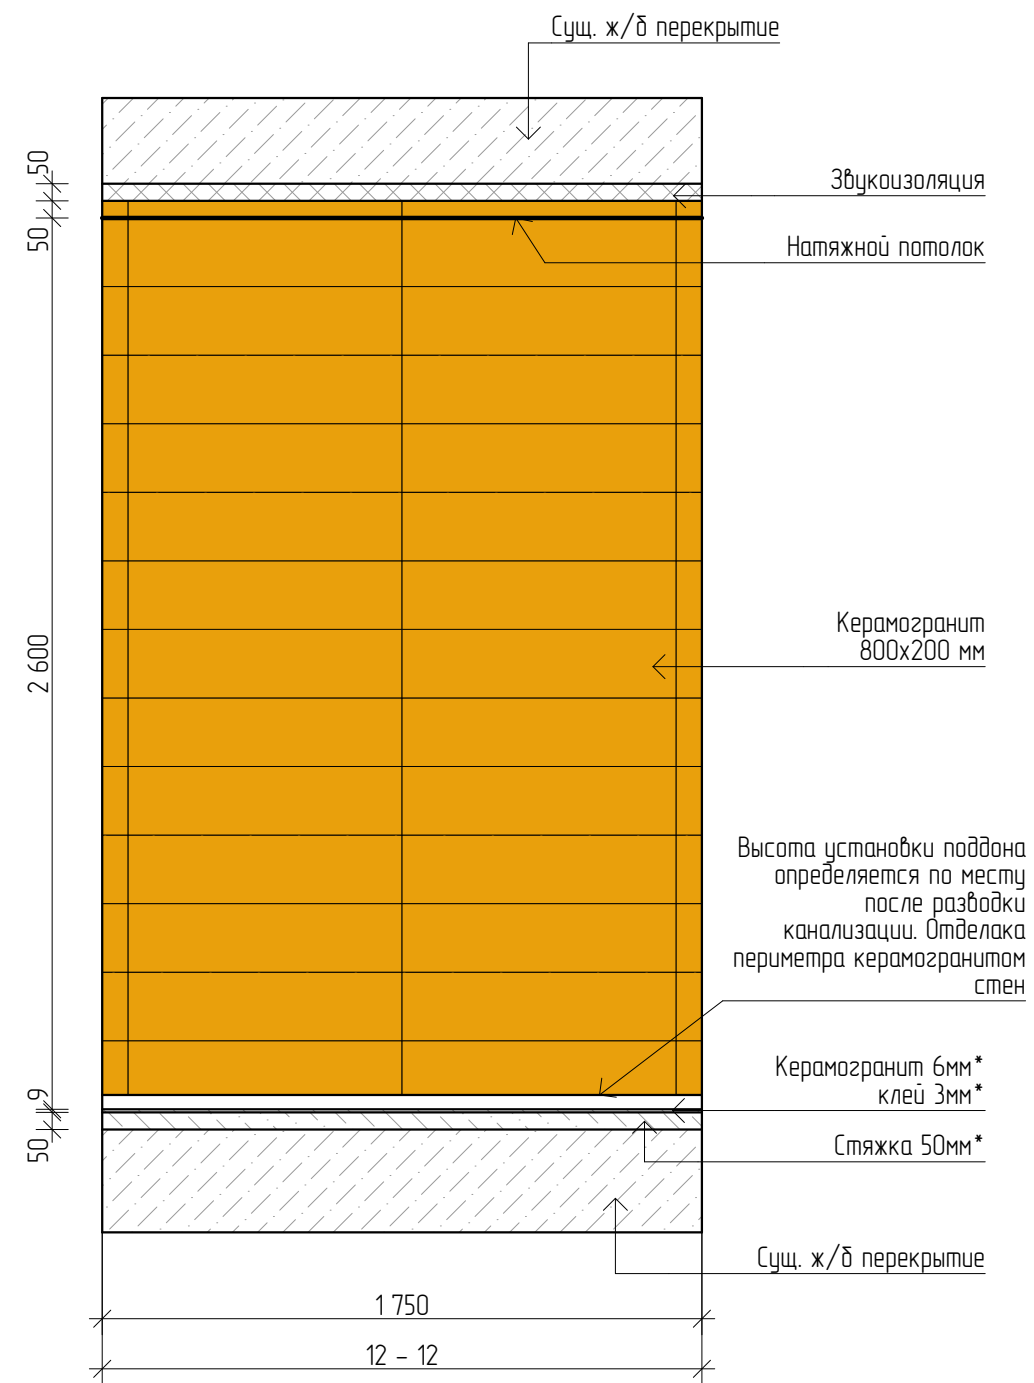 Сущ. ж/б перекрытие
50
Звукоизоляция
50
Натяжной потолок
2 600
Керамогранит
800х200 мм
Высота установки поддона
определяется по месту
после разводки
канализации. Отделака
периметра керамогранитом
стен
9
Керамогранит 6мм*
клей 3мм*
50
Стяжка 50мм*
Сущ. ж/б перекрытие
1 750
12 - 12